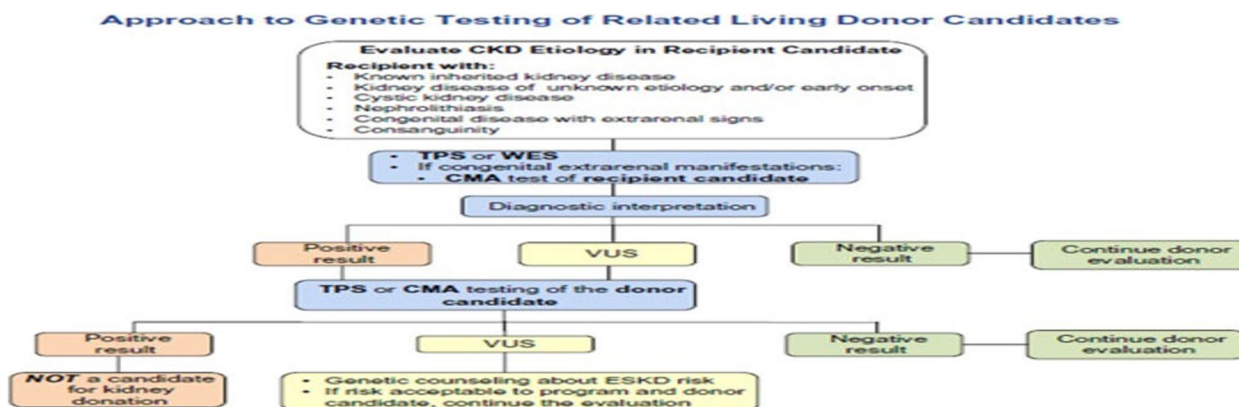 Approach to Genetic Testing of Related Living Donor Candidates
Evaluate CKD Etiology in Recipient Candidate
Recipient with:
• Known inherited kidney disease
• Kidney disease of unknown etiology and/or early onset
• Cystic kidney disease
• Nephrolithiasis
• Congenital disease with extrarenal signs
• Consanguinity
• TPS or WES
• If congenital extrarenal manifestations:
• CMA test of recipient candidate
Diagnostic interpretation
Positive
result
VUS
Negative
result
Continue donor
evaluation
TPS or CMA testing of the donor
candidate
Positive
result
VUS
Negative
result
Continue donor
evaluation
NOT a candidate
for kidney
donation
• Genetic counseling about ESKD risk
• If risk acceptable to program and donor
candidate, continue the evaluation